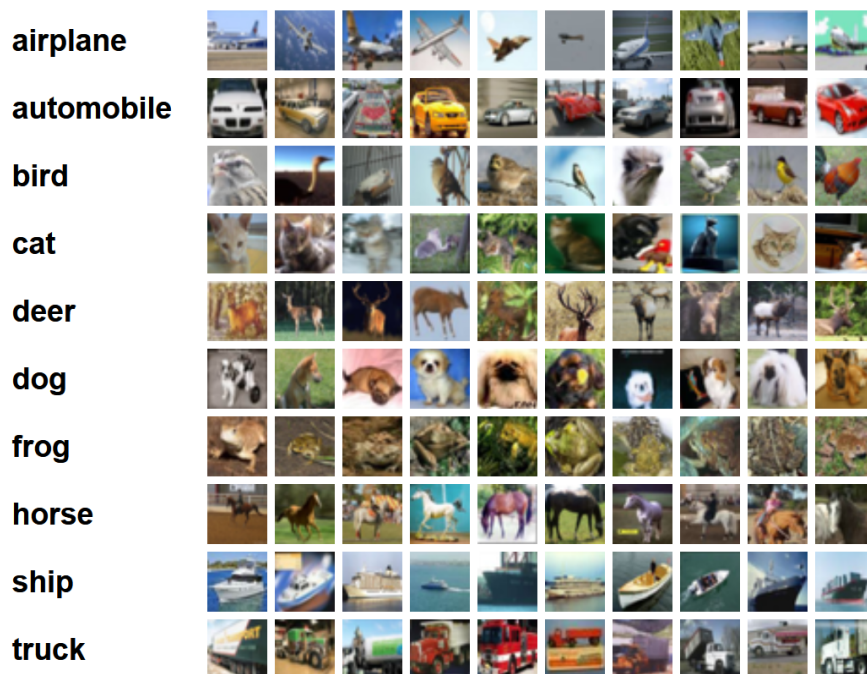 airplane
automobile
bird
cat
deer
dog
frog
horse
ship
truck